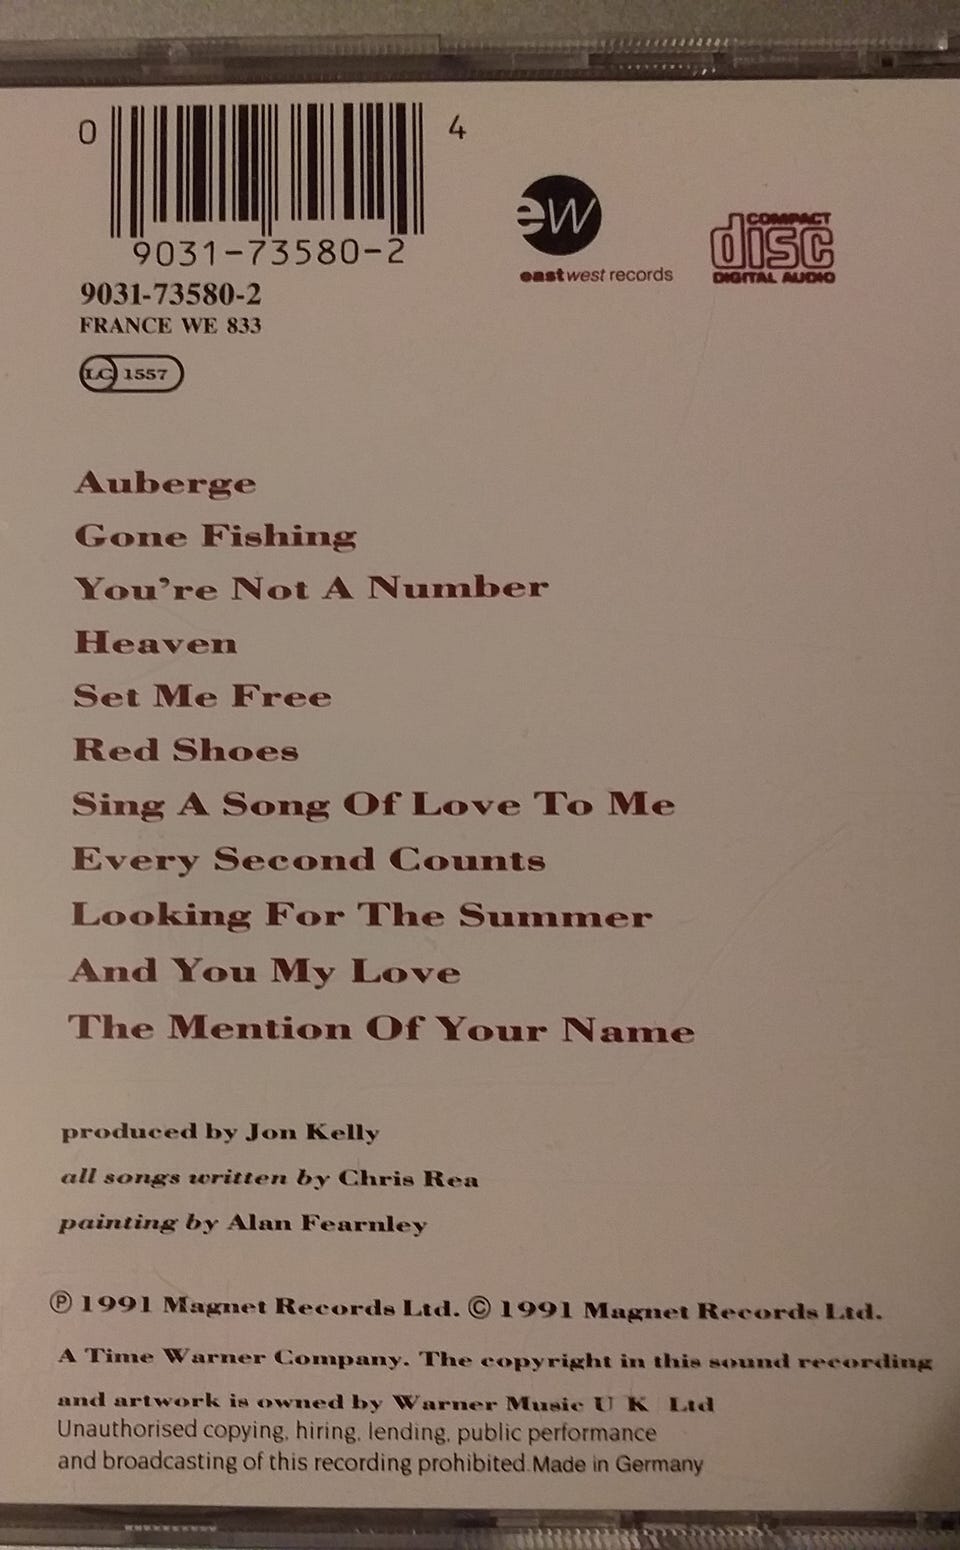 0 4
9031-73580-2
9031-73580-2
FRANCE WE 833
LC 1557
ew
eastwest records
COMPACT
disc
DIGITAL AUDIO
Auberge
Gone Fishing
You're Not A Number
Heaven
Set Me Free
Red Shoes
Sing A Song Of Love To Me
Every Second Counts
Looking For The Summer
And You My Love
The Mention Of Your Name
produced by Jon Kelly
all songs written by Chris Rea
painting by Alan Fearnley
℗ 1991 Magnet Records Ltd. © 1991 Magnet Records Ltd.
A Time Warner Company. The copyright in this sound recording
and artwork is owned by Warner Music U K Ltd
Unauthorised copying, hiring, lending, public performance
and broadcasting of this recording prohibited. Made in Germany